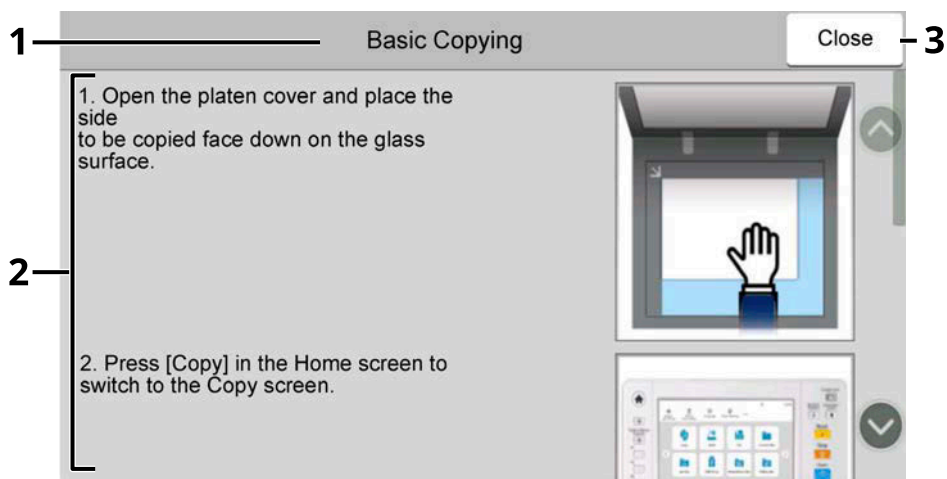 1
Basic Copying
Close
3
1. Open the platen cover and place the
side
to be copied face down on the glass
surface.
2
2. Press [Copy] in the Home screen to
switch to the Copy screen.